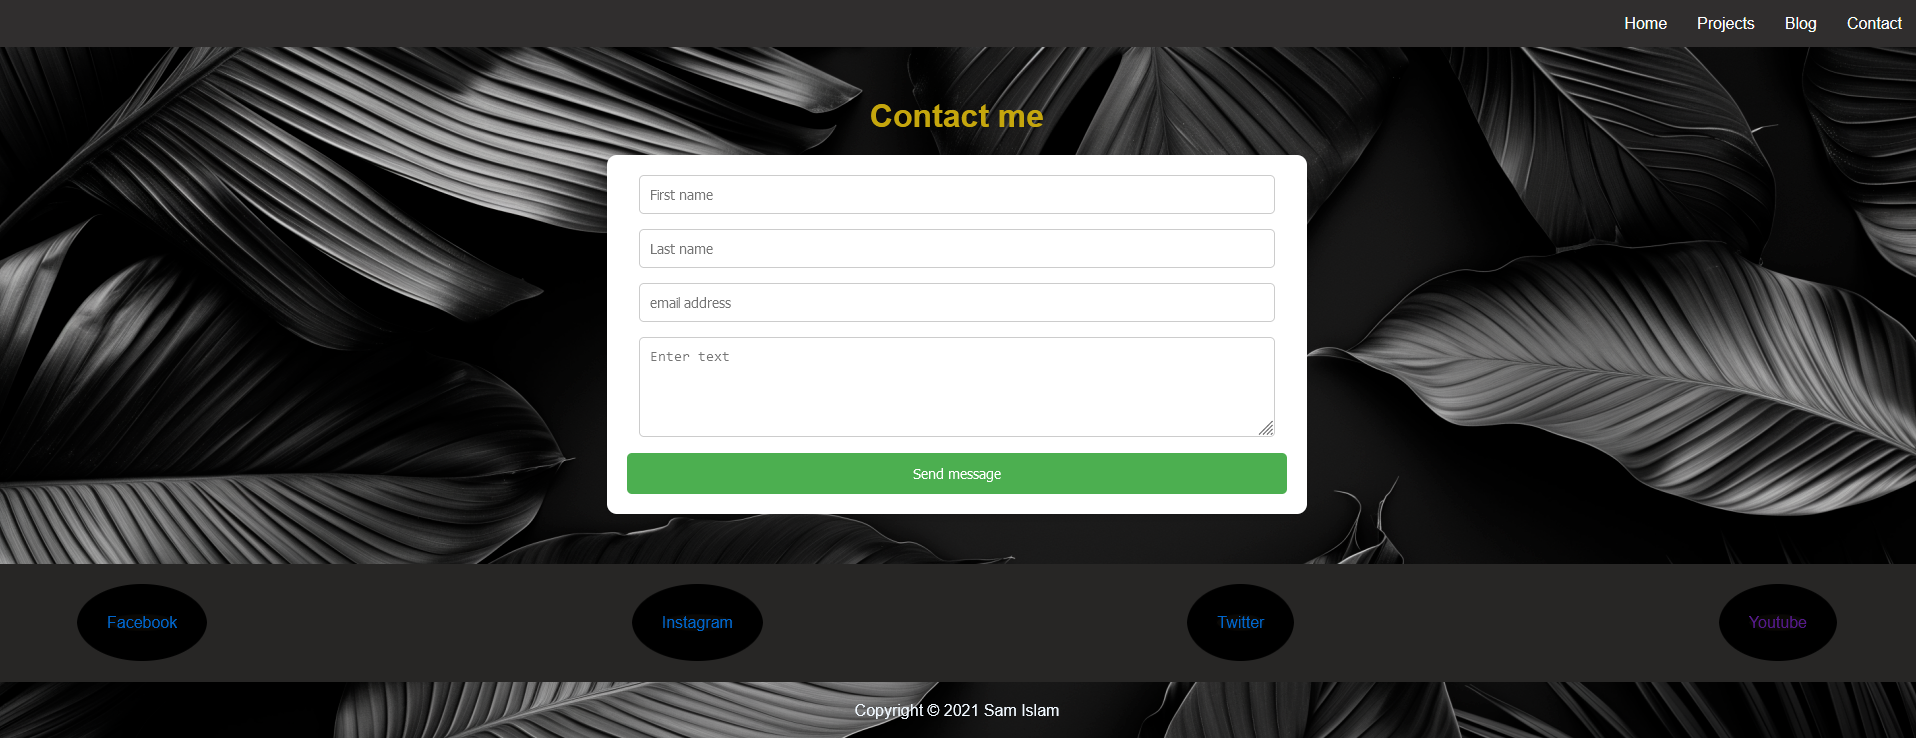 Home Projects Blog Contact
Contact me
First name
Last name
email address
Enter text
Send message
Facebook Instagram Twitter Youtube
Copyright © 2021 Sam Islam